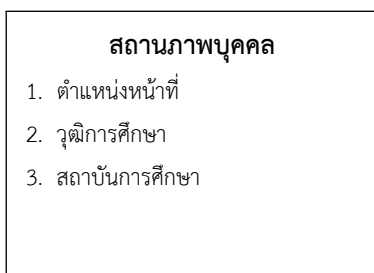 สถานภาพบุคคล
1. ตำแหน่งหน้าที่
2. วุฒิการศึกษา
3. สถาบันการศึกษา